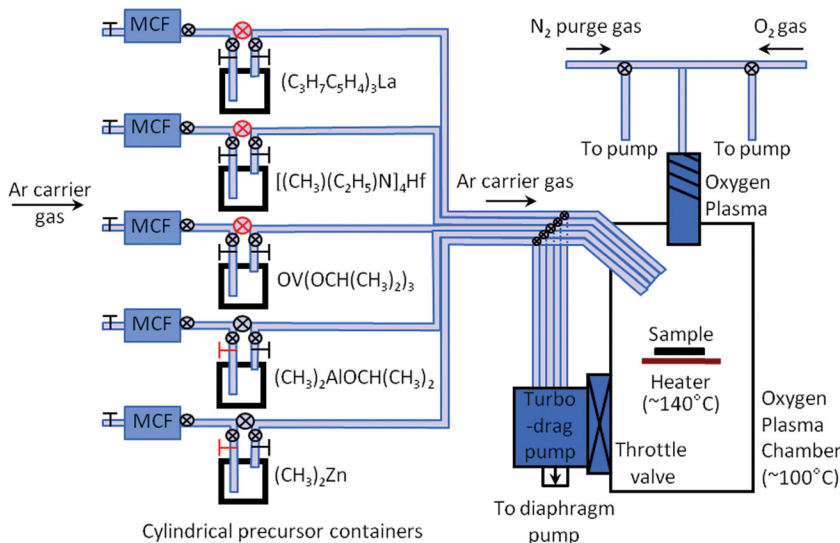 MCF
(C₃H₇C₅H₄)₃La
MCF
[(CH₃)(C₂H₅)N]₄Hf
Ar carrier
gas
MCF
OV(OCH(CH₃)₂)₃
MCF
(CH₃)₂AlOCH(CH₃)₂
MCF
(CH₃)₂Zn
Cylindrical precursor containers
Ar carrier gas
N₂ purge gas
O₂ gas
To pump
To pump
Oxygen
Plasma
Sample
Heater
(~140°C)
Turbo
-drag
pump
Throttle
valve
Oxygen
Plasma
Chamber
(~100°C)
To diaphragm
pump